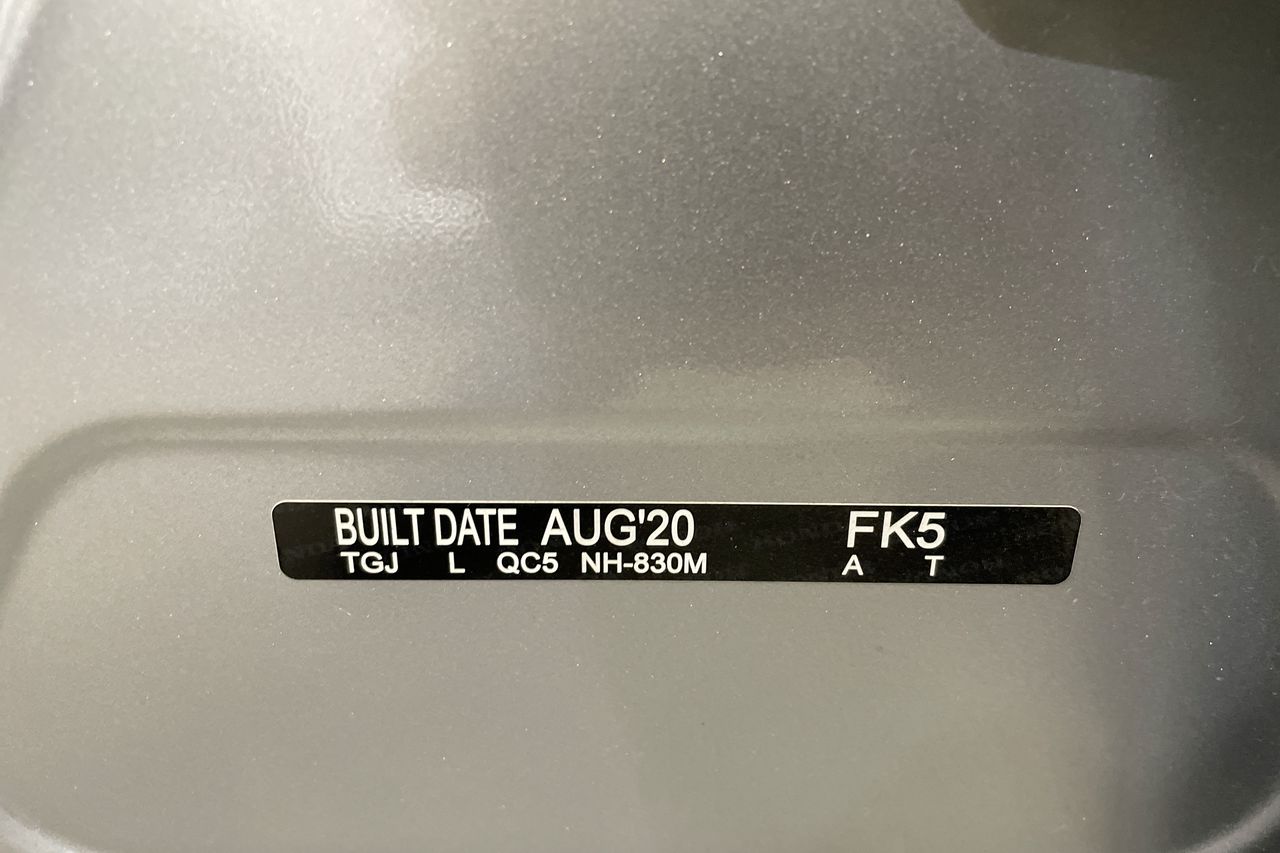 BUILT DATE AUG'20 FK5
TGJ L QC5 NH-830M A T